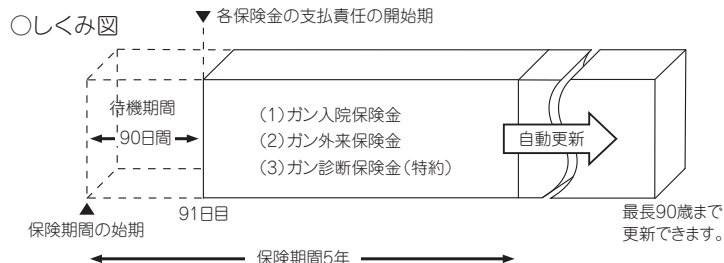 ○しくみ図
▼各保険金の支払責任の開始期
待機期間
90日間
(1)ガン入院保険金
(2)ガン外来保険金
(3)ガン診断保険金(特約)
自動更新
▲
保険期間の始期
91日目
最長90歳まで
更新できます。
保険期間5年